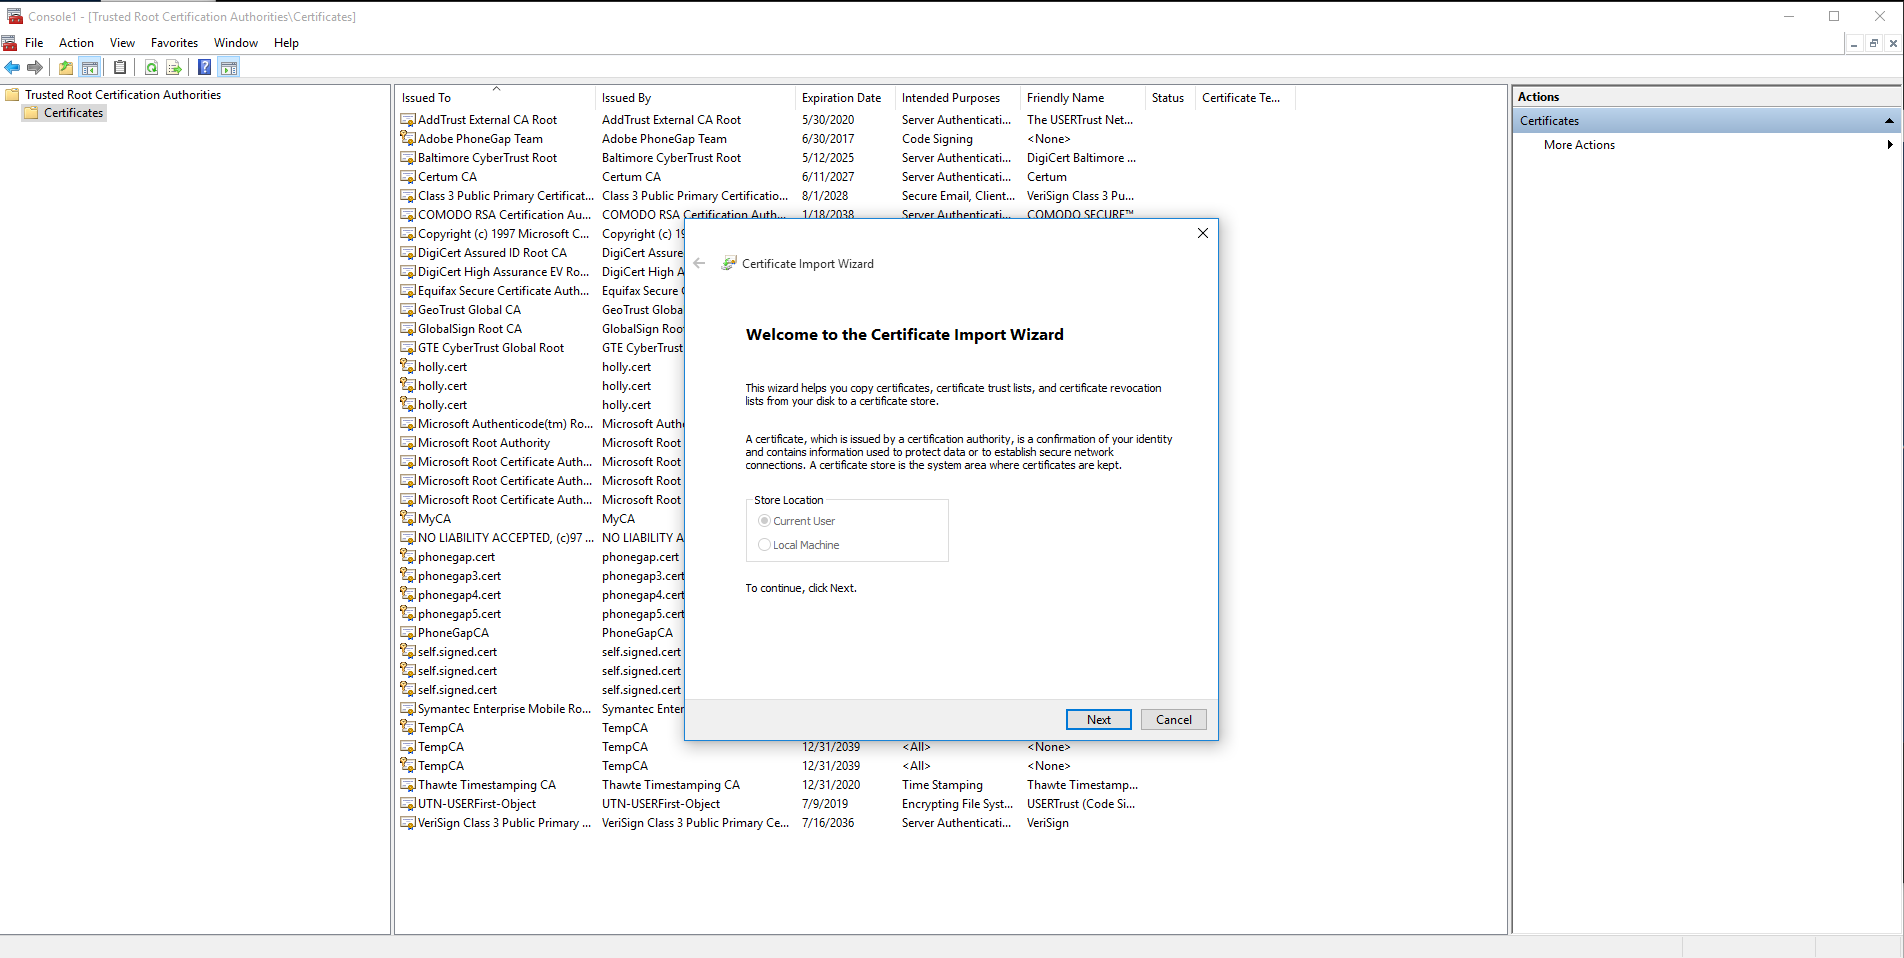 Console1 - [Trusted Root Certification Authorities\Certificates]
File Action View Favorites Window Help
Trusted Root Certification Authorities
Certificates
Issued To Issued By Expiration Date Intended Purposes Friendly Name Status Certificate Te...
AddTrust External CA Root AddTrust External CA Root 5/30/2020 Server Authenticati... The USERTrust Net...
Adobe PhoneGap Team Adobe PhoneGap Team 6/30/2017 Code Signing <None>
Baltimore CyberTrust Root Baltimore CyberTrust Root 5/12/2025 Server Authenticati... DigiCert Baltimore ...
Certum CA Certum CA 6/11/2027 Server Authenticati... Certum
Class 3 Public Primary Certificat... Class 3 Public Primary Certificatio... 8/1/2028 Secure Email, Client... VeriSign Class 3 Pu...
COMODO RSA Certification Au... COMODO RSA Certification Auth... 1/18/2038 Server Authenticati... COMODO SECURE™
Copyright (c) 1997 Microsoft C... Copyright (c) 19
DigiCert Assured ID Root CA DigiCert Assure
DigiCert High Assurance EV Ro... DigiCert High A
Equifax Secure Certificate Auth... Equifax Secure
GeoTrust Global CA GeoTrust Globa
GlobalSign Root CA GlobalSign Roo
GTE CyberTrust Global Root GTE CyberTrust
holly.cert holly.cert
holly.cert holly.cert
holly.cert holly.cert
Microsoft Authenticode(tm) Ro... Microsoft Auth
Microsoft Root Authority Microsoft Root
Microsoft Root Certificate Auth... Microsoft Root
Microsoft Root Certificate Auth... Microsoft Root
Microsoft Root Certificate Auth... Microsoft Root
MyCA MyCA
NO LIABILITY ACCEPTED, (c)97 ... NO LIABILITY A
phonegap.cert phonegap.cert
phonegap3.cert phonegap3.cert
phonegap4.cert phonegap4.cert
phonegap5.cert phonegap5.cert
PhoneGapCA PhoneGapCA
self.signed.cert self.signed.cert
self.signed.cert self.signed.cert
self.signed.cert self.signed.cert
Symantec Enterprise Mobile Ro... Symantec Enter
TempCA TempCA
TempCA TempCA 12/31/2039 <All> <None>
TempCA TempCA 12/31/2039 <All> <None>
Thawte Timestamping CA Thawte Timestamping CA 12/31/2020 Time Stamping Thawte Timestamp...
UTN-USERFirst-Object UTN-USERFirst-Object 7/9/2019 Encrypting File Syst... USERTrust (Code Si...
VeriSign Class 3 Public Primary ... VeriSign Class 3 Public Primary Ce... 7/16/2036 Server Authenticati... VeriSign
Certificate Import Wizard
Welcome to the Certificate Import Wizard
This wizard helps you copy certificates, certificate trust lists, and certificate revocation
lists from your disk to a certificate store.
A certificate, which is issued by a certification authority, is a confirmation of your identity
and contains information used to protect data or to establish secure network
connections. A certificate store is the system area where certificates are kept.
Store Location
Current User
Local Machine
To continue, click Next.
Next Cancel
Actions
Certificates
More Actions